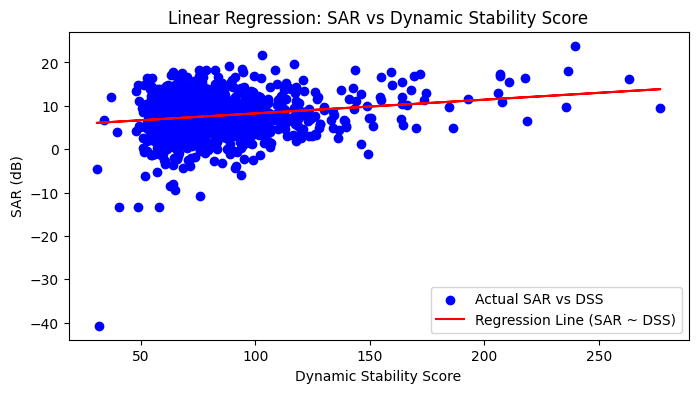 Linear Regression: SAR vs Dynamic Stability Score
SAR (dB)
20
10
0
−10
−20
−30
−40
Actual SAR vs DSS
Regression Line (SAR ~ DSS)
50 100 150 200 250
Dynamic Stability Score